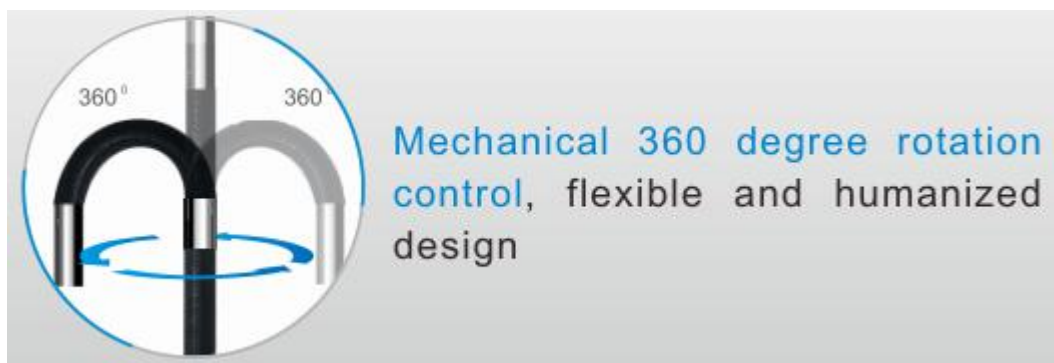 360°
360°
Mechanical 360 degree rotation
control, flexible and humanized
design